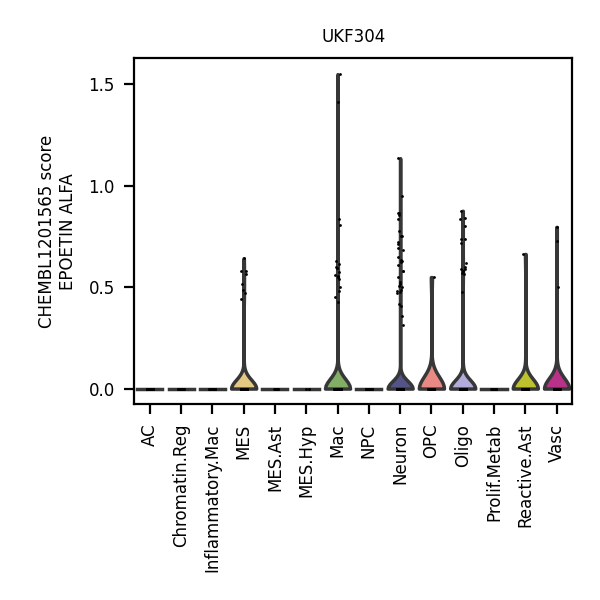 UKF304
CHEMBL1201565 score
EPOETIN ALFA
1.5
1.0
0.5
0.0
AC
Chromatin.Reg
Inflammatory.Mac
MES
MES.Ast
MES.Hyp
Mac
NPC
Neuron
OPC
Oligo
Prolif.Metab
Reactive.Ast
Vasc